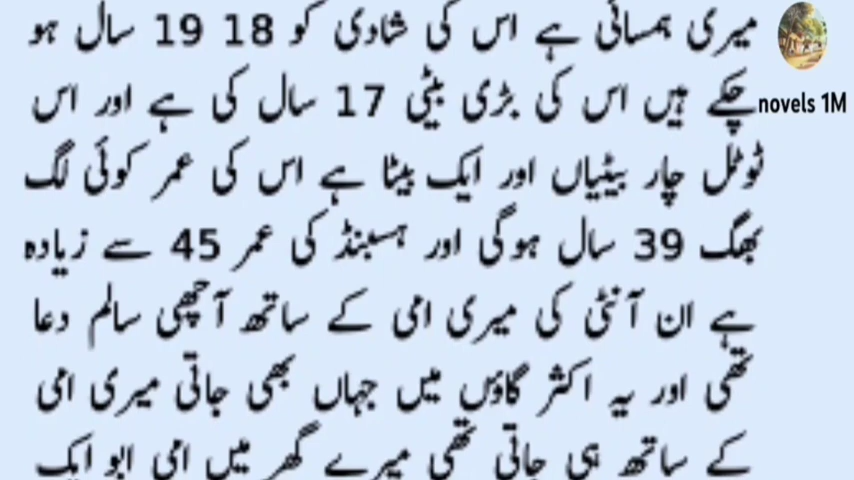 میری ہمسائی ہے اس کی شادی کو 18 19 سال ہو
چکے ہیں اس کی بڑی بیٹی 17 سال کی ہے اور اس
ٹوٹل چار بیٹیاں اور ایک بیٹا ہے اس کی عمر کوئی لگ
بھگ 39 سال ہوگی اور ہسبنڈ کی عمر 45 سے زیادہ
ہے ان آنٹی کی میری امی کے ساتھ آچھی سالم دعا
تھی اور یہ اکثر گاؤں میں جہاں بھی جاتی میری امی
کے ساتھ ہی جاتی تھی میرے گھر میں امی ابو ایک
novels 1M